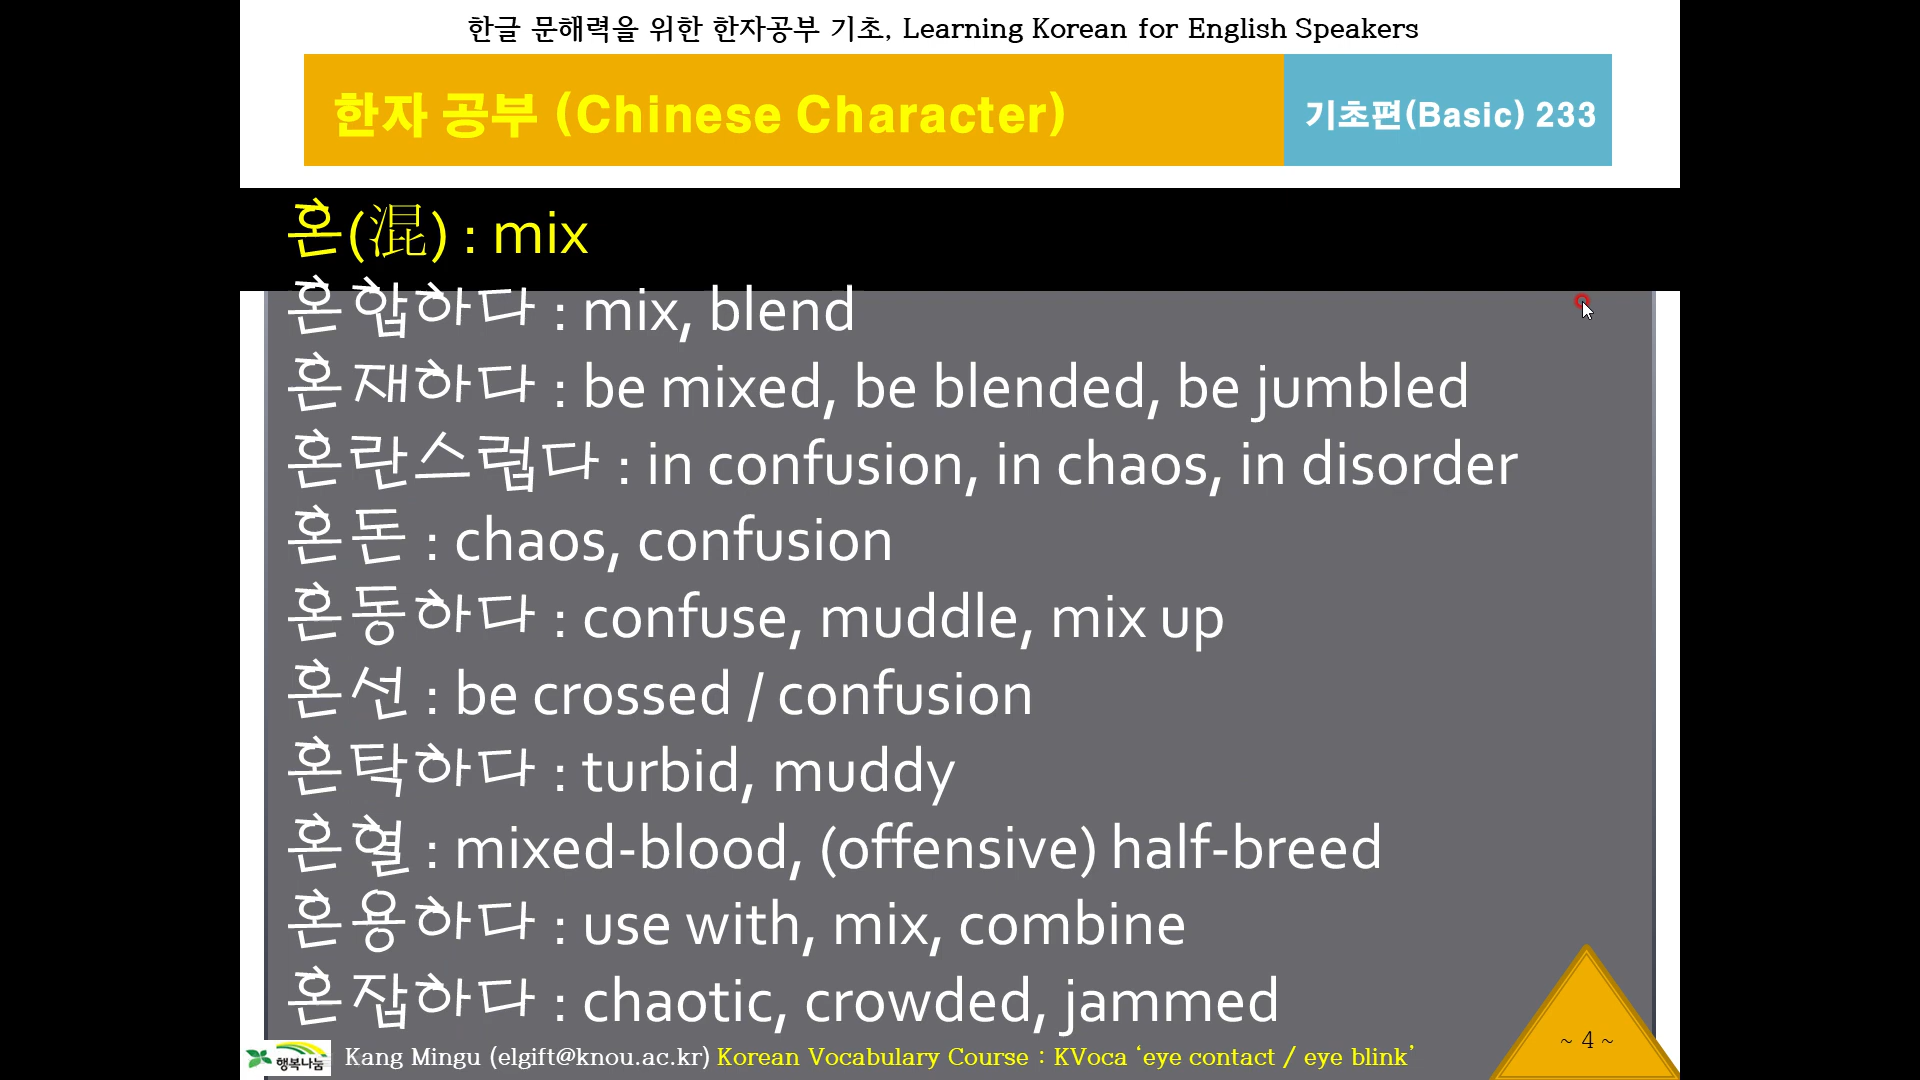 한글 문해력을 위한 한자공부 기초, Learning Korean for English Speakers
한자 공부 (Chinese Character)
기초편(Basic) 233
혼(混) : mix
혼합하다 : mix, blend
혼재하다 : be mixed, be blended, be jumbled
혼란스럽다 : in confusion, in chaos, in disorder
혼돈 : chaos, confusion
혼동하다 : confuse, muddle, mix up
혼선 : be crossed / confusion
혼탁하다 : turbid, muddy
혼혈 : mixed-blood, (offensive) half-breed
혼용하다 : use with, mix, combine
혼잡하다 : chaotic, crowded, jammed
~ 4 ~
행복나눔
Kang Mingu (elgift@knou.ac.kr) Korean Vocabulary Course : KVoca ‘eye contact / eye blink’